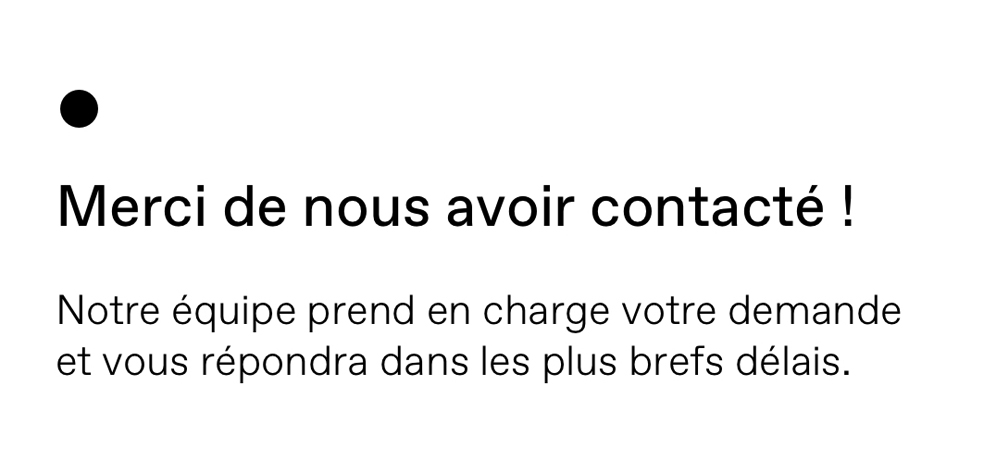 Merci de nous avoir contacté !
Notre équipe prend en charge votre demande
et vous répondra dans les plus brefs délais.